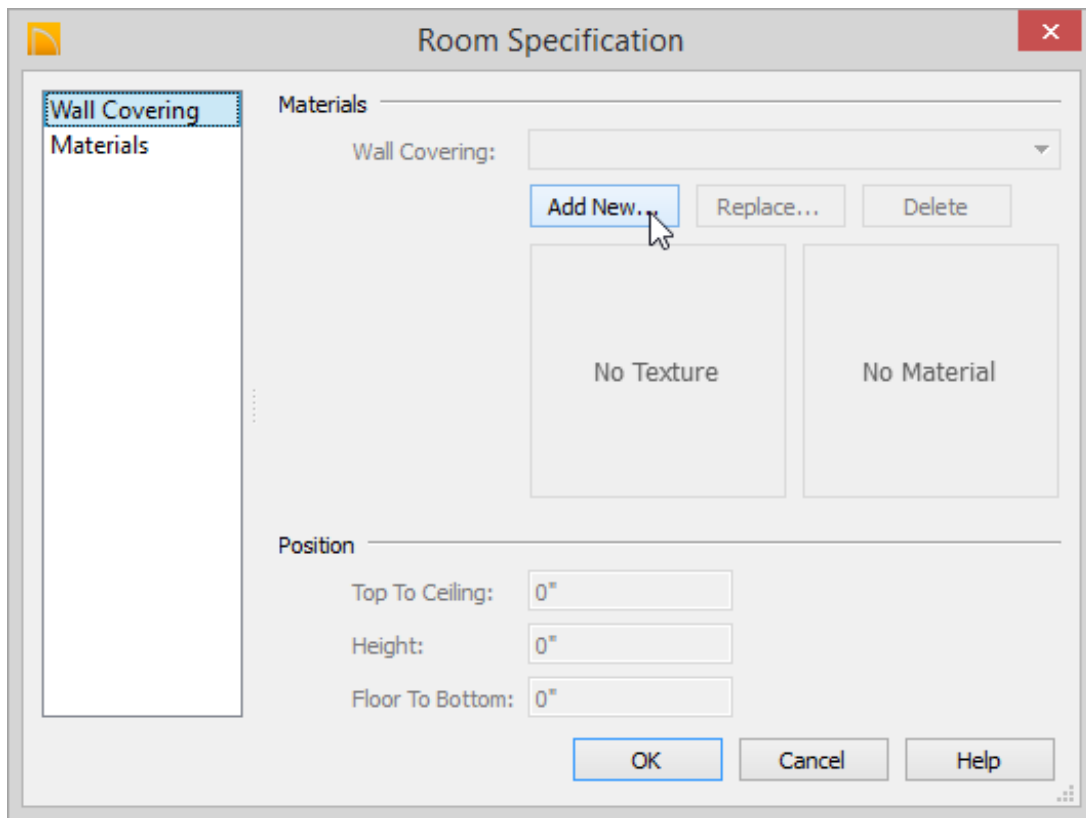 Room Specification
Wall Covering
Materials
Materials
Wall Covering:
Add New...
Replace...
Delete
No Texture
No Material
Position
Top To Ceiling: 0"
Height: 0"
Floor To Bottom: 0"
OK
Cancel
Help